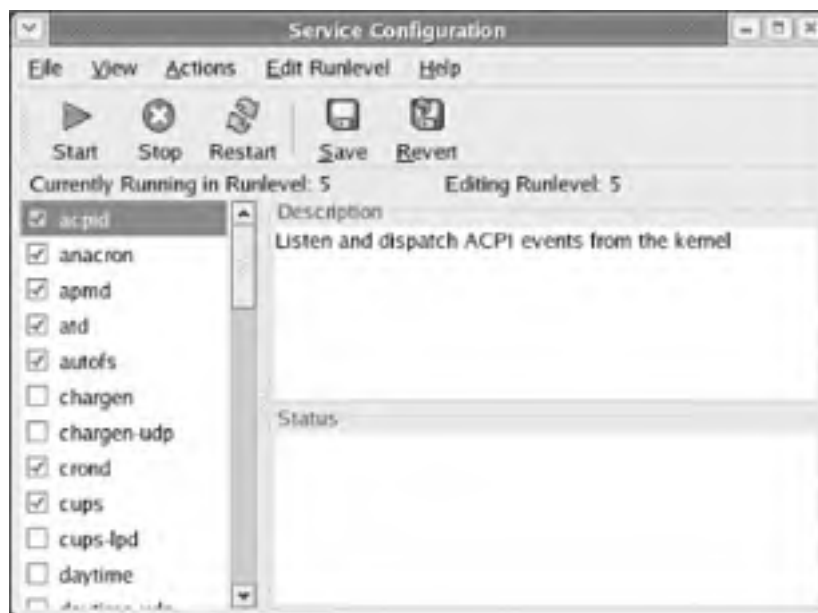 Service Configuration
File View Actions Edit Runlevel Help
Start Stop Restart Save Revert
Currently Running in Runlevel: 5 Editing Runlevel: 5
acpid
anacron
apmd
atd
autofs
chargen
chargen-udp
crond
cups
cups-lpd
daytime
Description
Listen and dispatch ACPI events from the kernel
Status